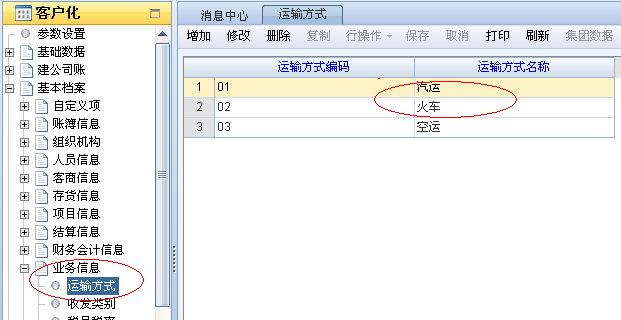 客户化
参数设置
基础数据
建公司账
基本档案
自定义项
账簿信息
组织机构
人员信息
客商信息
存货信息
项目信息
结算信息
财务会计信息
业务信息
运输方式
收发类别
税目税率
消息中心 运输方式
增加 修改 删除 复制 行操作 保存 取消 打印 刷新 集团数据
运输方式编码 运输方式名称
1 01 汽运
2 02 火车
3 03 空运